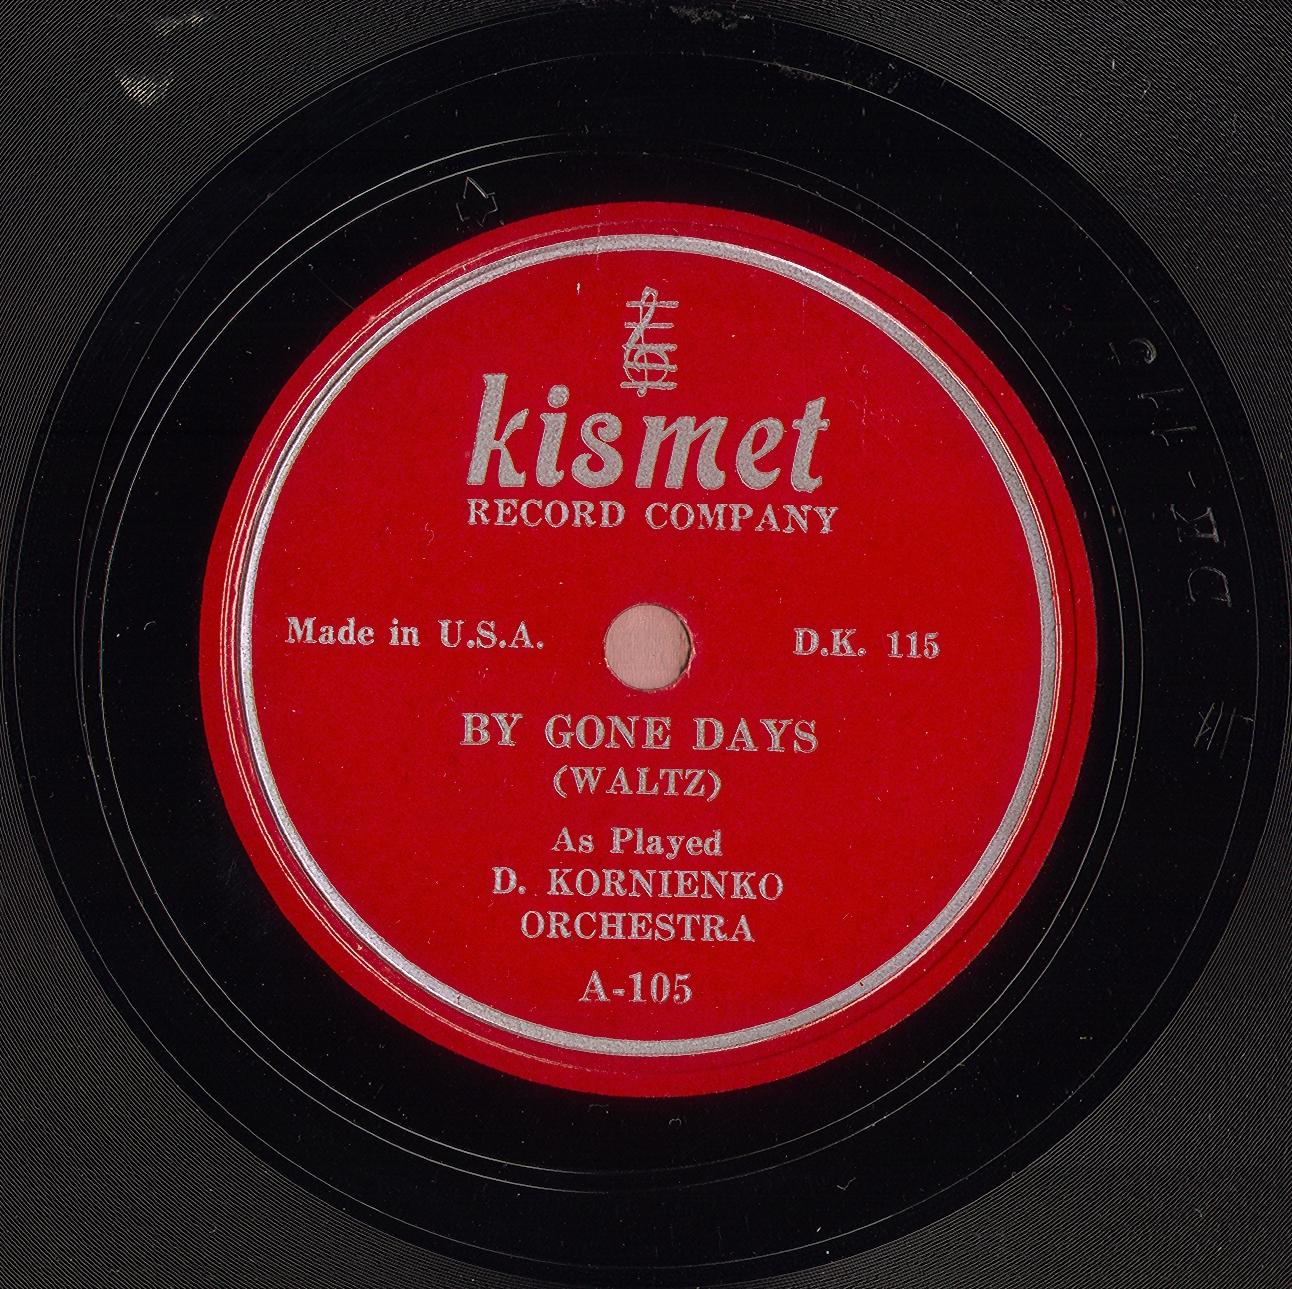 kismet
RECORD COMPANY
Made in U.S.A.
D.K. 115
BY GONE DAYS
(WALTZ)
As Played
D. KORNIENKO
ORCHESTRA
A-105